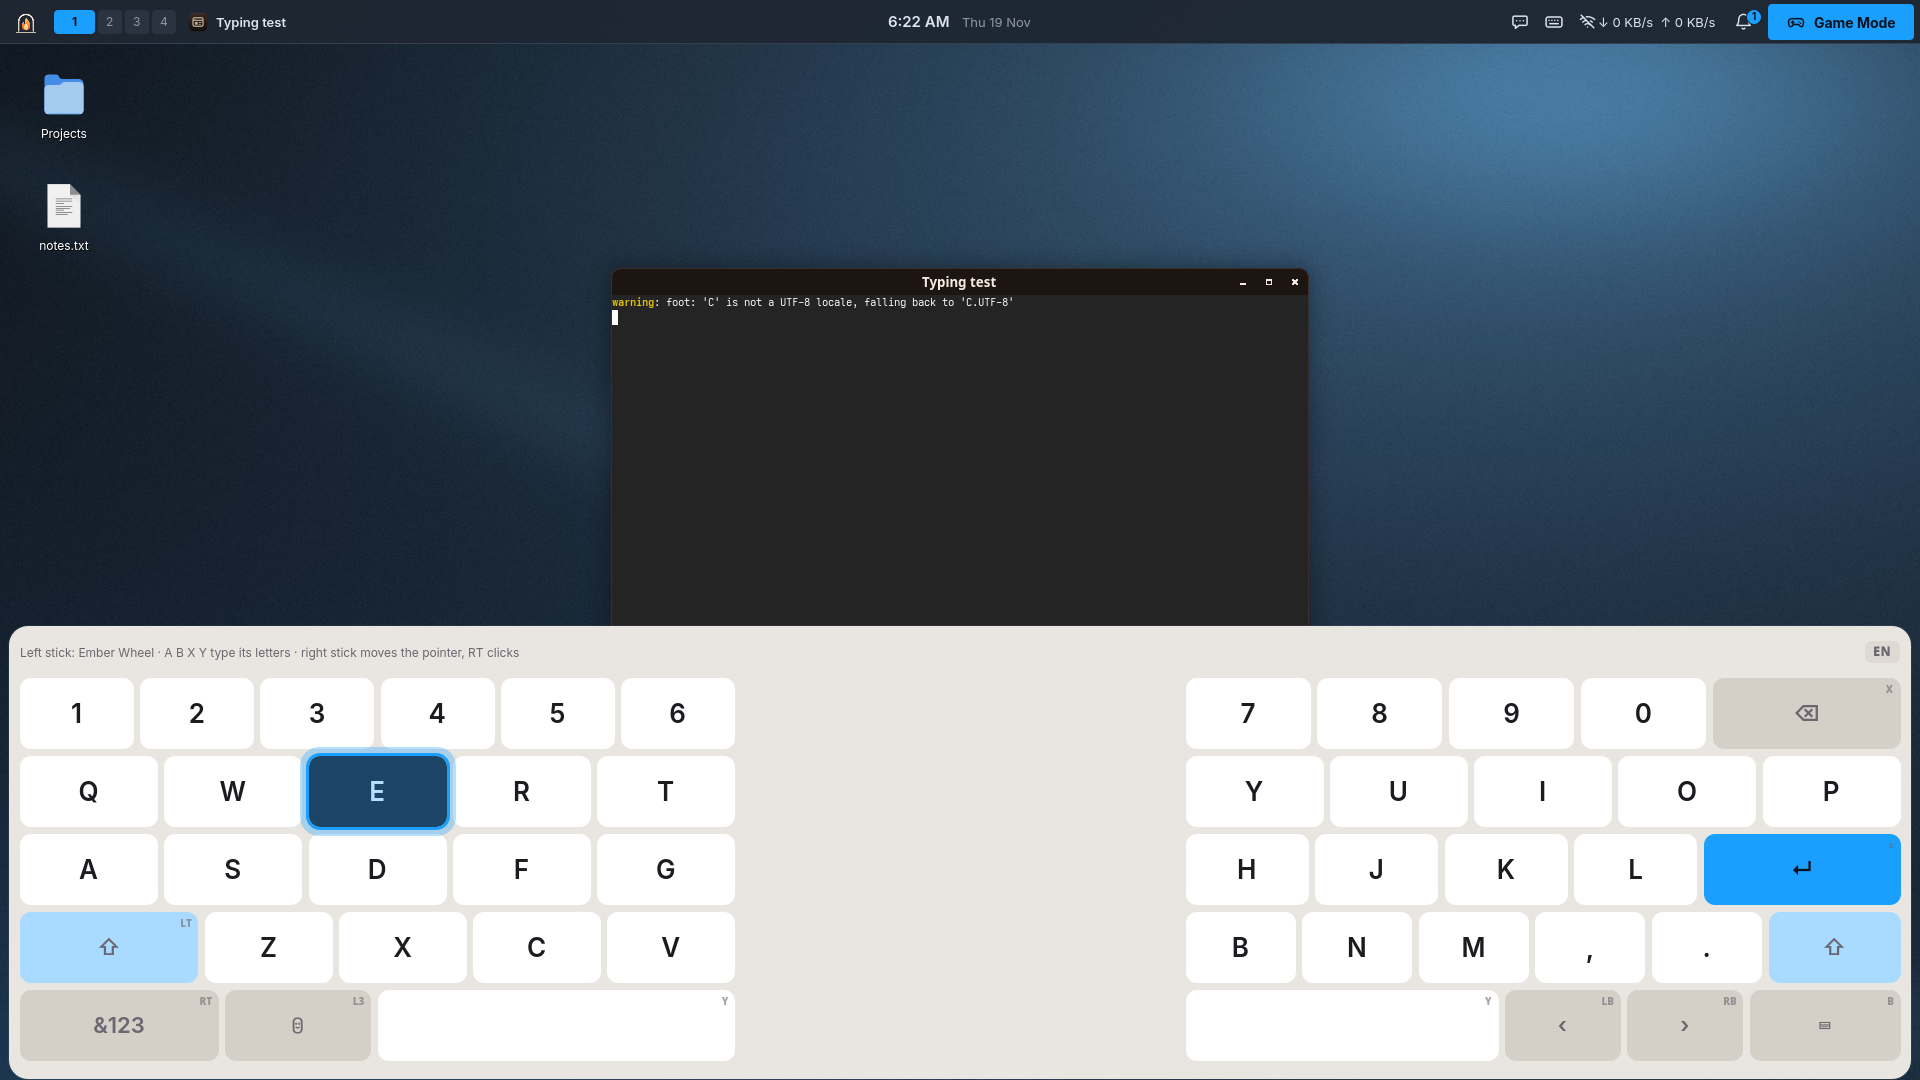 1 2 3 4 Typing test 6:22 AM Thu 19 Nov ↓ 0 KB/s ↑ 0 KB/s 1 Game Mode
Projects
notes.txt
Typing test
warning: foot: 'C' is not a UTF-8 locale, falling back to 'C.UTF-8'
Left stick: Ember Wheel · A B X Y type its letters · right stick moves the pointer, RT clicks EN
1 2 3 4 5 6 7 8 9 0 X
Q W E R T Y U I O P
A S D F G H J K L
LT Z X C V B N M , .
&123 RT L3 Y Y ‹ LB › RB B